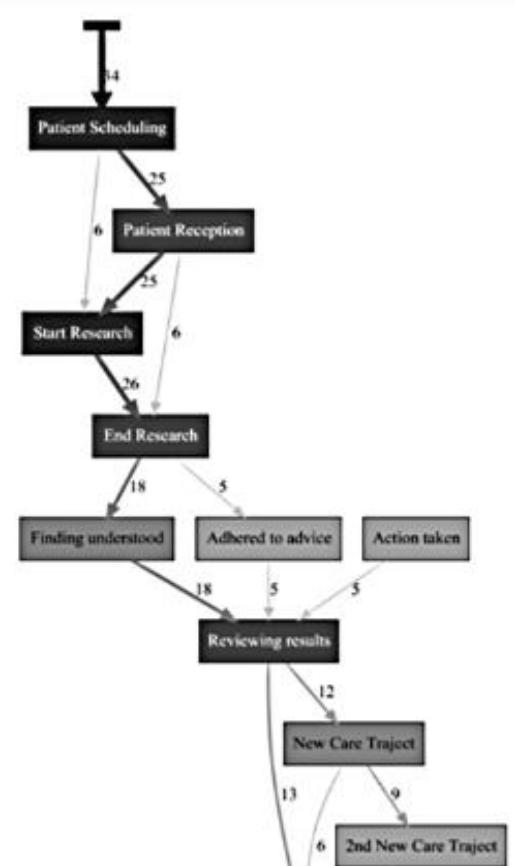 34
Patient Scheduling
25
6
Patient Reception
25
6
Start Research
26
End Research
18
5
Finding understood
Adhered to advice
Action taken
18
5
5
Reviewing results
12
New Care Traject
13
9
6
2nd New Care Traject